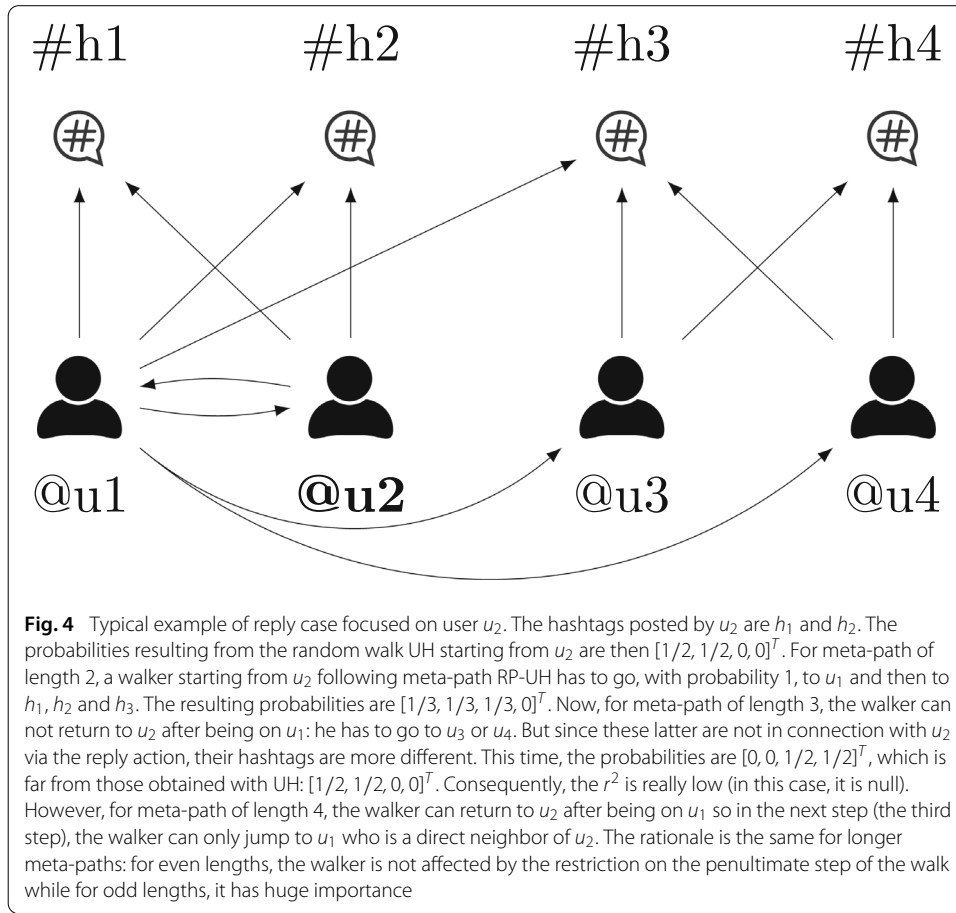 #h1 #h2 #h3 #h4
# # # #
@u1 @u2 @u3 @u4
Fig. 4 Typical example of reply case focused on user u₂. The hashtags posted by u₂ are h₁ and h₂. The
probabilities resulting from the random walk UH starting from u₂ are then [1/2, 1/2, 0, 0]ᵀ. For meta-path of
length 2, a walker starting from u₂ following meta-path RP-UH has to go, with probability 1, to u₁ and then to
h₁, h₂ and h₃. The resulting probabilities are [1/3, 1/3, 1/3, 0]ᵀ. Now, for meta-path of length 3, the walker can
not return to u₂ after being on u₁: he has to go to u₃ or u₄. But since these latter are not in connection with u₂
via the reply action, their hashtags are more different. This time, the probabilities are [0, 0, 1/2, 1/2]ᵀ, which is
far from those obtained with UH: [1/2, 1/2, 0, 0]ᵀ. Consequently, the r² is really low (in this case, it is null).
However, for meta-path of length 4, the walker can return to u₂ after being on u₁ so in the next step (the third
step), the walker can only jump to u₁ who is a direct neighbor of u₂. The rationale is the same for longer
meta-paths: for even lengths, the walker is not affected by the restriction on the penultimate step of the walk
while for odd lengths, it has huge importance